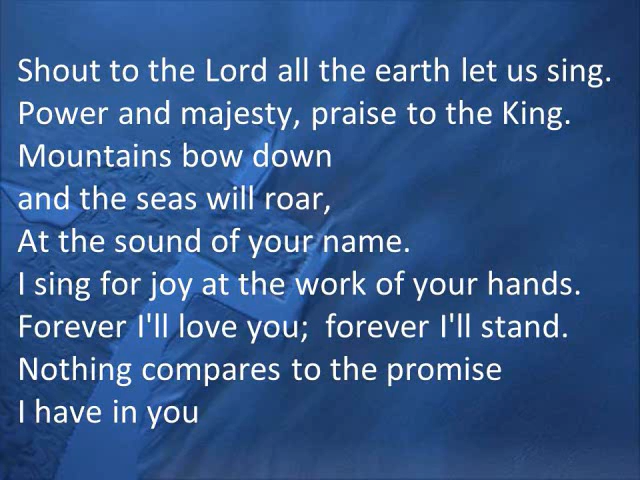 Shout to the Lord all the earth let us sing.
Power and majesty, praise to the King.
Mountains bow down
and the seas will roar,
At the sound of your name.
I sing for joy at the work of your hands.
Forever I'll love you;  forever I'll stand.
Nothing compares to the promise
I have in you